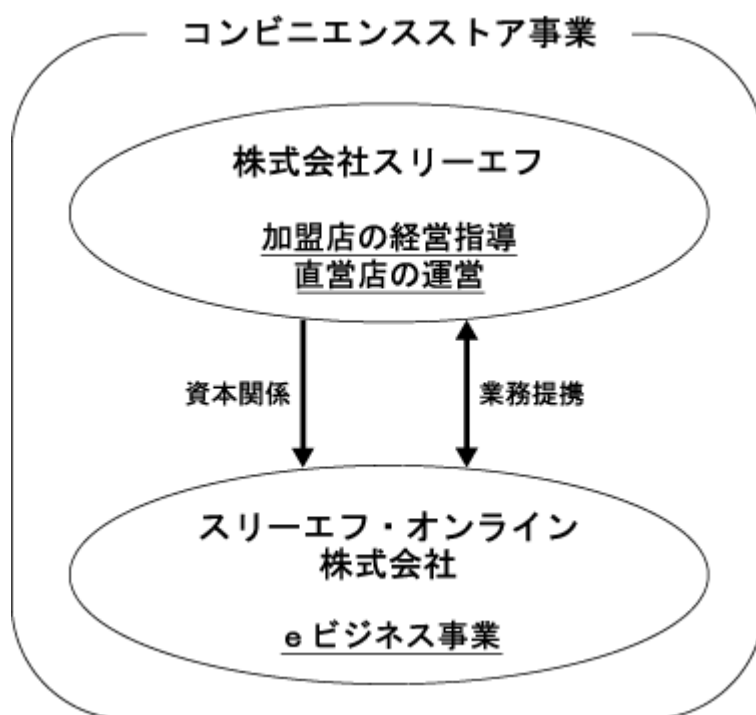 コンビニエンスストア事業
株式会社スリーエフ
加盟店の経営指導
直営店の運営
資本関係
業務提携
スリーエフ・オンライン
株式会社
eビジネス事業